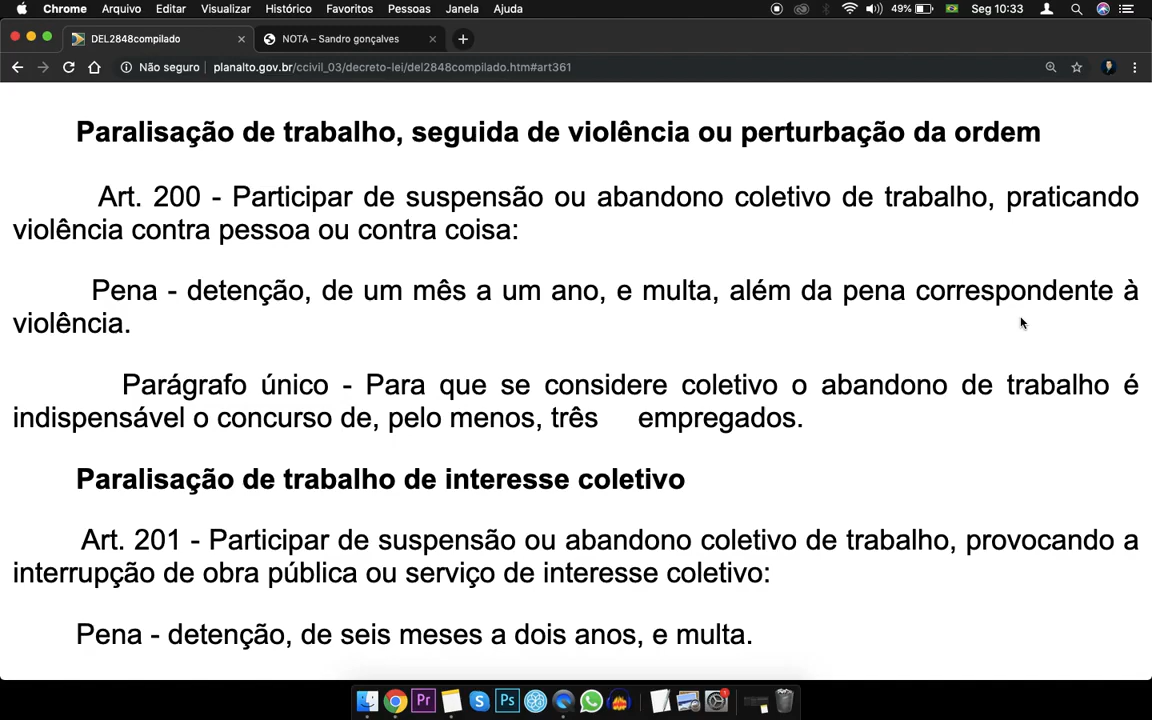 Chrome Arquivo Editar Visualizar Histórico Favoritos Pessoas Janela Ajuda 49% Seg 10:33
DEL2848compilado NOTA – Sandro gonçalves
Não seguro planalto.gov.br/ccivil_03/decreto-lei/del2848compilado.htm#art361
Paralisação de trabalho, seguida de violência ou perturbação da ordem
Art. 200 - Participar de suspensão ou abandono coletivo de trabalho, praticando
violência contra pessoa ou contra coisa:
Pena - detenção, de um mês a um ano, e multa, além da pena correspondente à
violência.
Parágrafo único - Para que se considere coletivo o abandono de trabalho é
indispensável o concurso de, pelo menos, três empregados.
Paralisação de trabalho de interesse coletivo
Art. 201 - Participar de suspensão ou abandono coletivo de trabalho, provocando a
interrupção de obra pública ou serviço de interesse coletivo:
Pena - detenção, de seis meses a dois anos, e multa.
Pr Ps